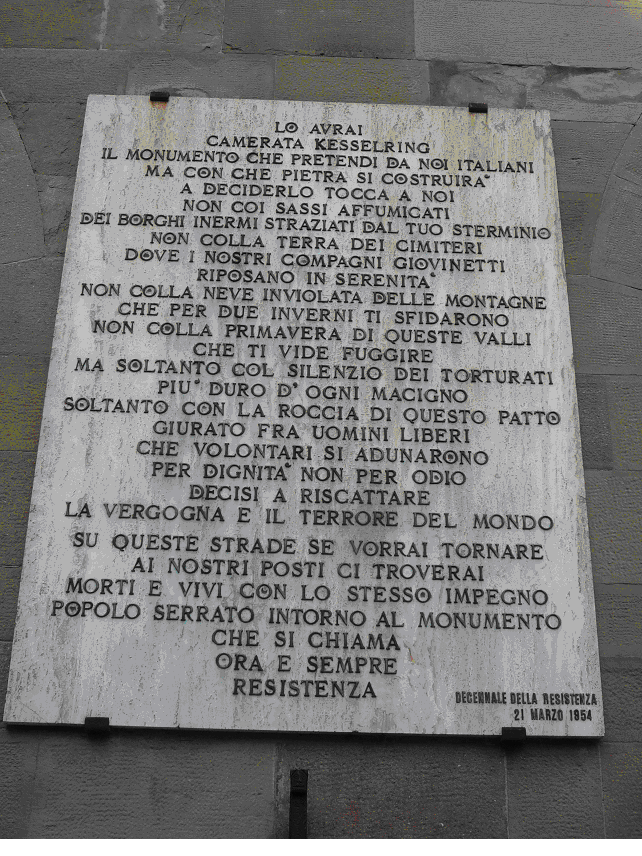 LO AVRAI
CAMERATA KESSELRING
IL MONUMENTO CHE PRETENDI DA NOI ITALIANI
MA CON CHE PIETRA SI COSTRUIRA'
A DECIDERLO TOCCA A NOI
NON COI SASSI AFFUMICATI
DEI BORGHI INERMI STRAZIATI DAL TUO STERMINIO
NON COLLA TERRA DEI CIMITERI
DOVE I NOSTRI COMPAGNI GIOVINETTI
RIPOSANO IN SERENITA'
NON COLLA NEVE INVIOLATA DELLE MONTAGNE
CHE PER DUE INVERNI TI SFIDARONO
NON COLLA PRIMAVERA DI QUESTE VALLI
CHE TI VIDE FUGGIRE
MA SOLTANTO COL SILENZIO DEI TORTURATI
PIU' DURO D' OGNI MACIGNO
SOLTANTO CON LA ROCCIA DI QUESTO PATTO
GIURATO FRA UOMINI LIBERI
CHE VOLONTARI SI ADUNARONO
PER DIGNITA' NON PER ODIO
DECISI A RISCATTARE
LA VERGOGNA E IL TERRORE DEL MONDO
SU QUESTE STRADE SE VORRAI TORNARE
AI NOSTRI POSTI CI TROVERAI
MORTI E VIVI CON LO STESSO IMPEGNO
POPOLO SERRATO INTORNO AL MONUMENTO
CHE SI CHIAMA
ORA E SEMPRE
RESISTENZA
DECENNALE DELLA RESISTENZA
21 MARZO 1954